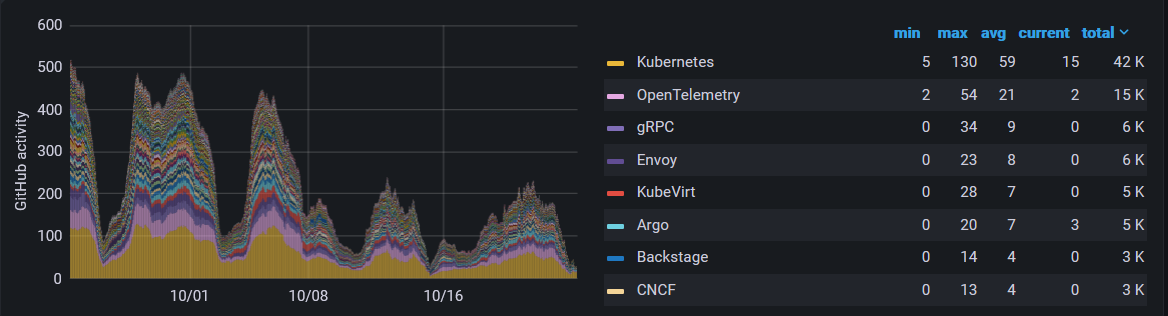 GitHub activity
600
500
400
300
200
100
0
10/01 10/08 10/16
min max avg current total
Kubernetes 5 130 59 15 42 K
OpenTelemetry 2 54 21 2 15 K
gRPC 0 34 9 0 6 K
Envoy 0 23 8 0 6 K
KubeVirt 0 28 7 0 5 K
Argo 0 20 7 3 5 K
Backstage 0 14 4 0 3 K
CNCF 0 13 4 0 3 K